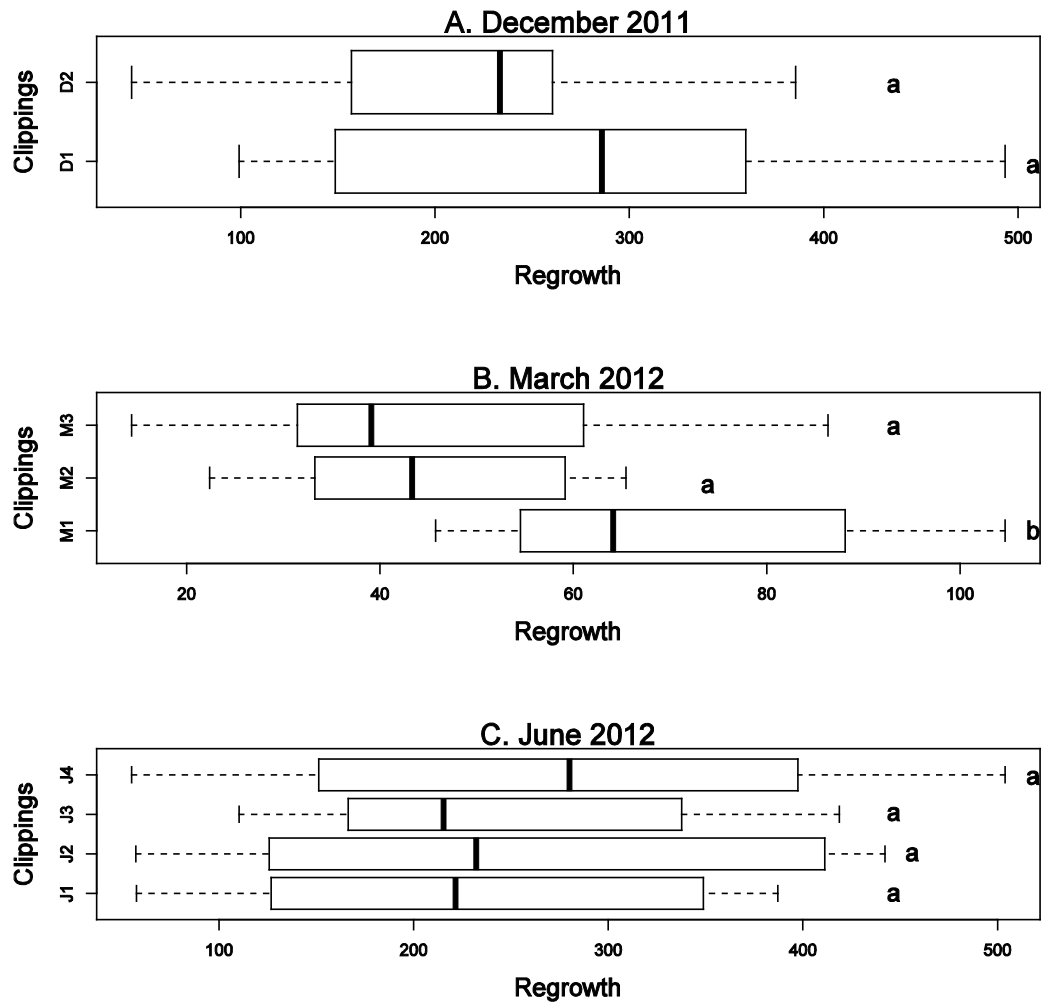 A. December 2011
Clippings
D2
a
D1
a
100 200 300 400 500
Regrowth
B. March 2012
Clippings
M3
a
M2
a
M1
b
20 40 60 80 100
Regrowth
C. June 2012
Clippings
J4
a
J3
a
J2
a
J1
a
100 200 300 400 500
Regrowth